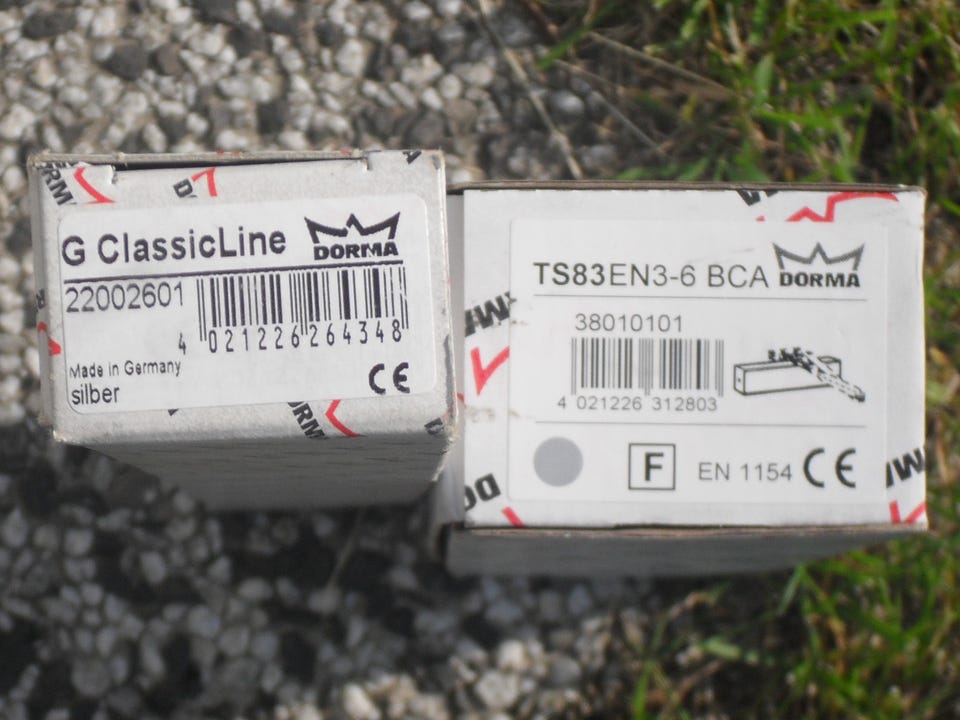 G ClassicLine
DORMA
22002601
4 021226 264348
Made in Germany
silber
CE
TS83EN3-6 BCA
DORMA
38010101
4 021226 312803
F
EN 1154 CE